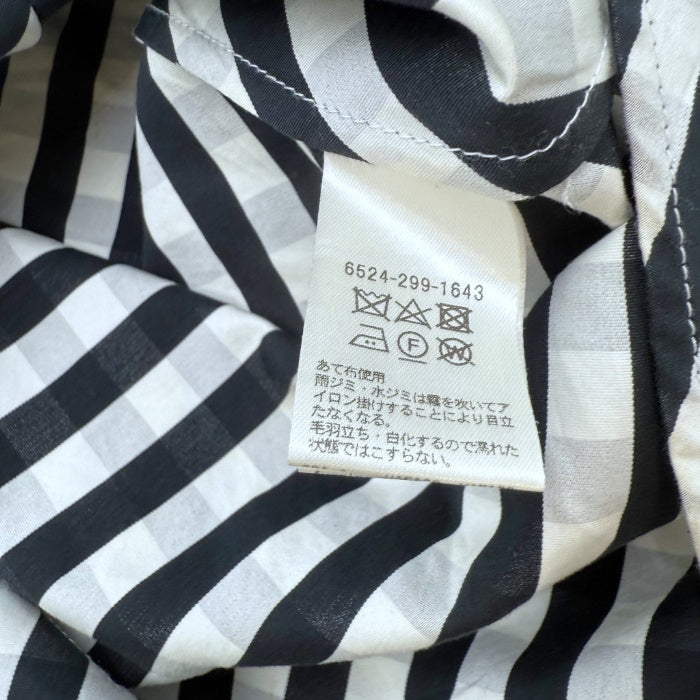 6524-299-1643
F W
あて布使用
雨ジミ・水ジミは霧を吹いてア
イロン掛けすることにより目立
たなくなる。
毛羽立ち・白化するので濡れた
状態ではこすらない。